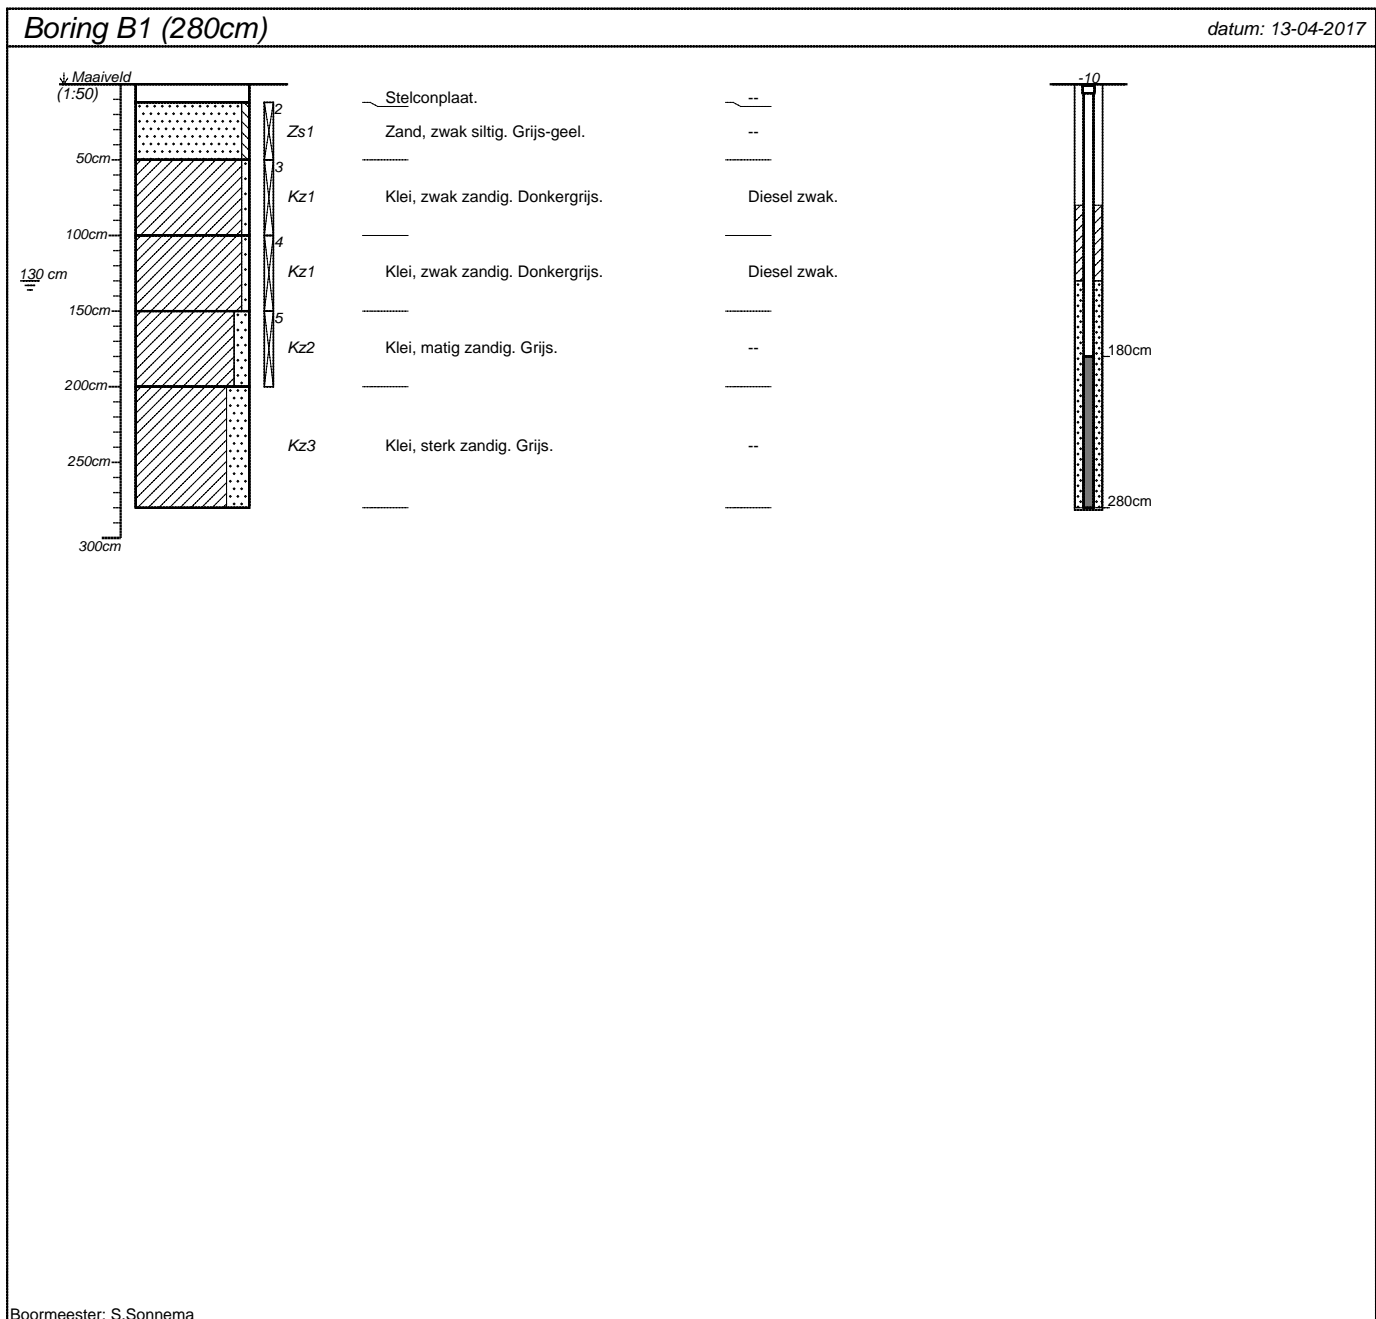 Boring B1 (280cm)
datum: 13-04-2017
Maaiveld
-10
(1:50)
Stelconplaat.
--
2
Zs1
Zand, zwak siltig. Grijs-geel.
--
50cm
3
Kz1
Klei, zwak zandig. Donkergrijs.
Diesel zwak.
100cm
4
130 cm
Kz1
Klei, zwak zandig. Donkergrijs.
Diesel zwak.
150cm
5
Kz2
Klei, matig zandig. Grijs.
--
180cm
200cm
Kz3
Klei, sterk zandig. Grijs.
--
250cm
280cm
300cm
Boormeester: S.Sonnema